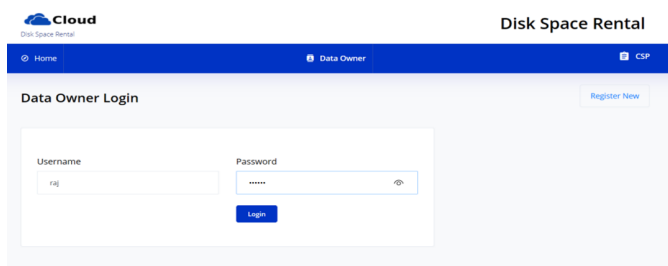 Cloud
Disk Space Rental
Disk Space Rental
Home
Data Owner
CSP
Data Owner Login
Register New
Username
Password
raj
••••••
Login